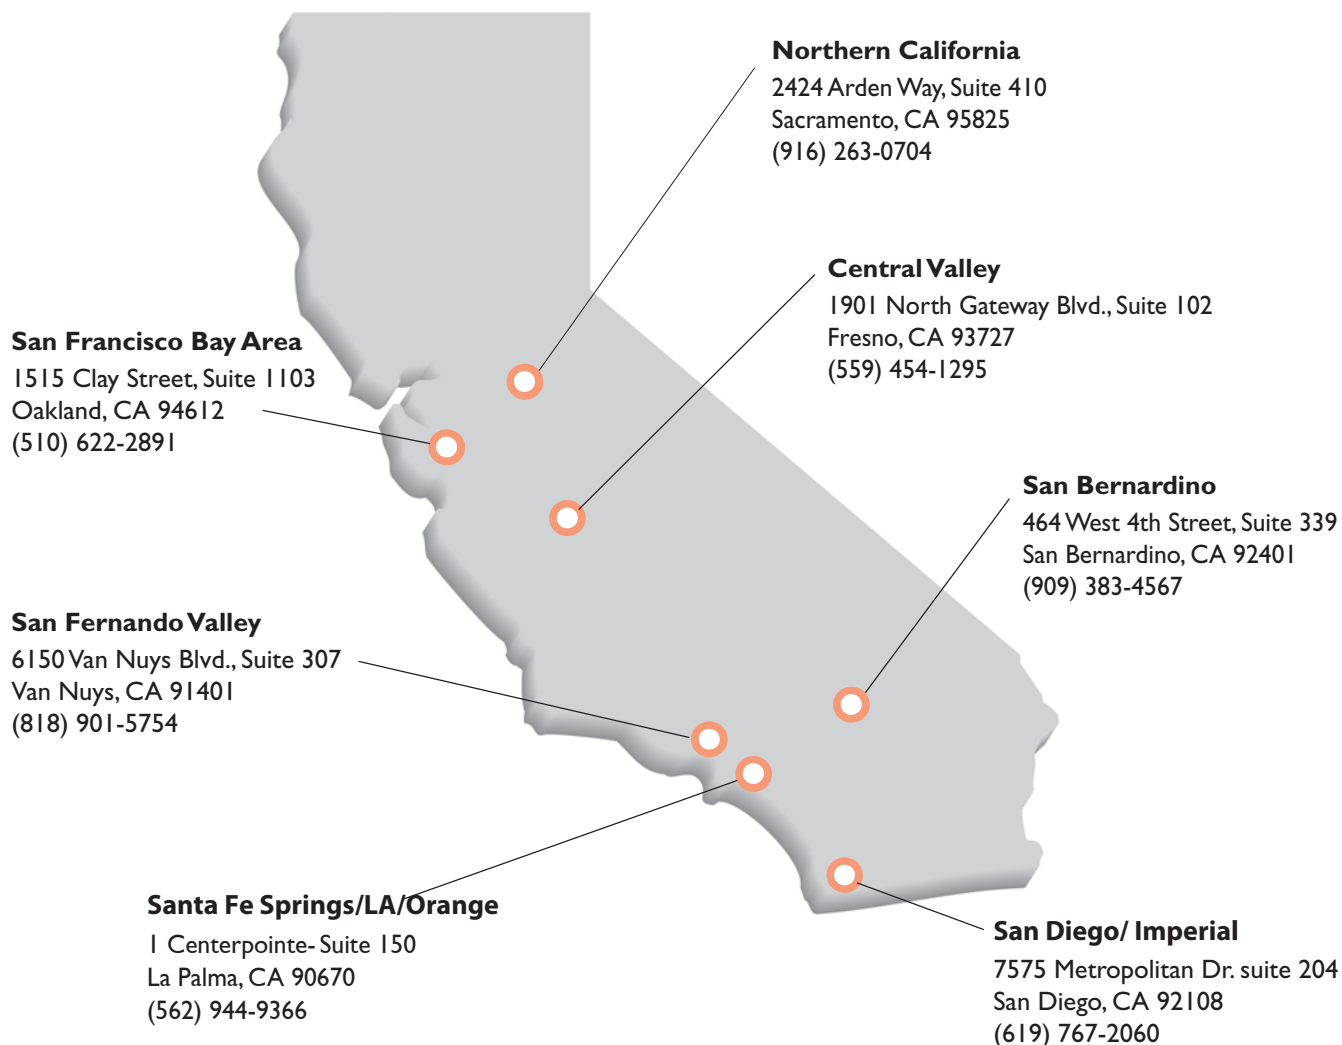 Northern California
2424 Arden Way, Suite 410
Sacramento, CA 95825
(916) 263-0704
Central Valley
1901 North Gateway Blvd., Suite 102
Fresno, CA 93727
(559) 454-1295
San Francisco Bay Area
1515 Clay Street, Suite 1103
Oakland, CA 94612
(510) 622-2891
San Bernardino
464 West 4th Street, Suite 339
San Bernardino, CA 92401
(909) 383-4567
San Fernando Valley
6150 Van Nuys Blvd., Suite 307
Van Nuys, CA 91401
(818) 901-5754
Santa Fe Springs/LA/Orange
1 Centerpointe- Suite 150
La Palma, CA 90670
(562) 944-9366
San Diego/ Imperial
7575 Metropolitan Dr. suite 204
San Diego, CA 92108
(619) 767-2060